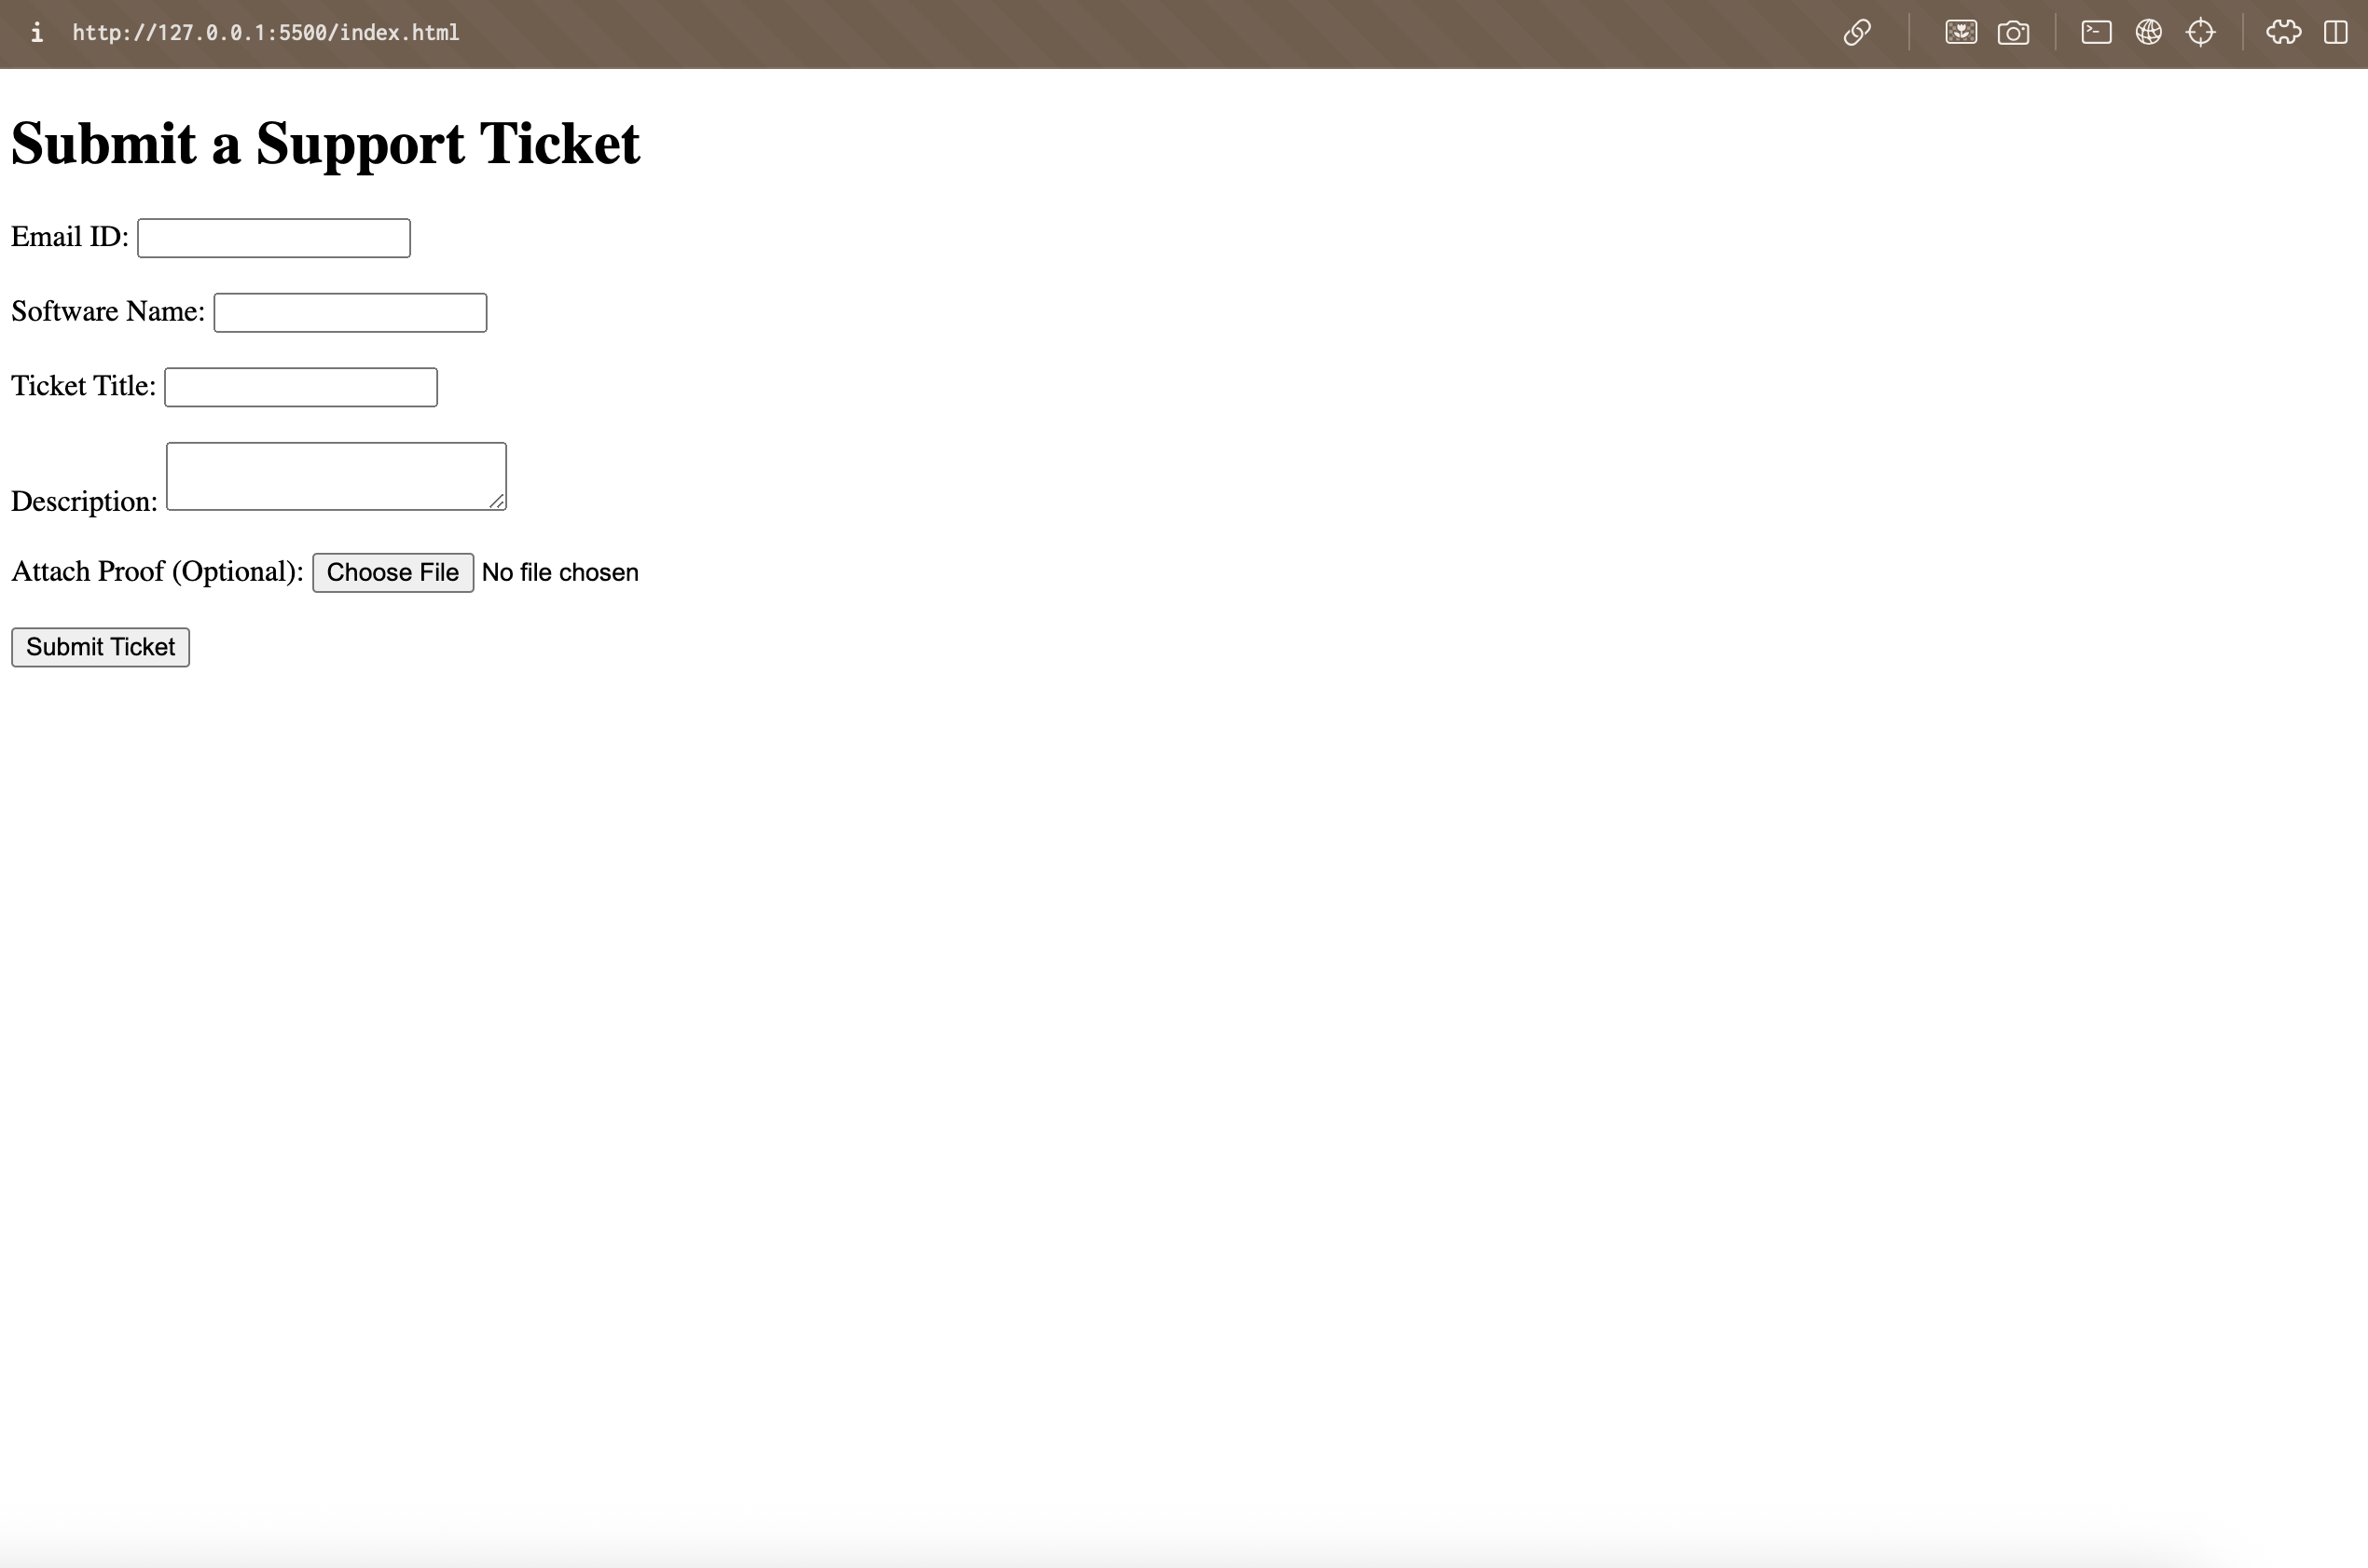 i http://127.0.0.1:5500/index.html
Submit a Support Ticket
Email ID:
Software Name:
Ticket Title:
Description:
Attach Proof (Optional): Choose File No file chosen
Submit Ticket